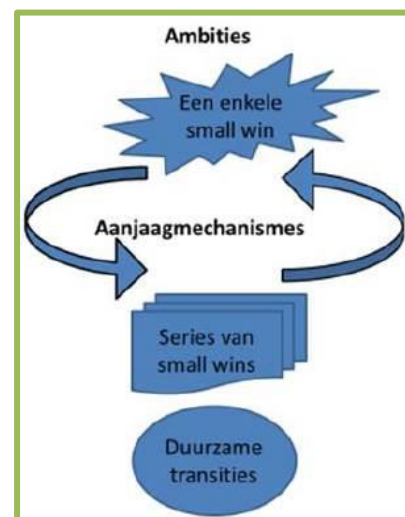 Ambities
Een enkele
small win
Aanjaagmechanismes
Series van
small wins
Duurzame
transities